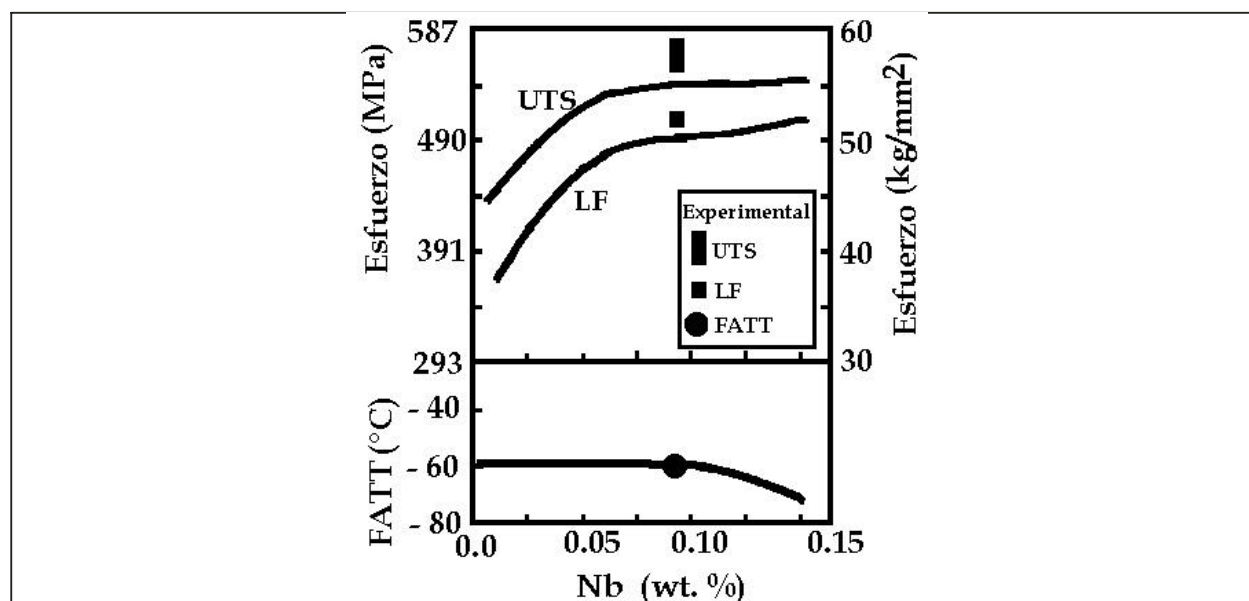 587
60
Esfuerzo (MPa)
Esfuerzo (kg/mm²)
UTS
490
50
LF
Experimental
UTS
LF
FATT
391
40
293
30
FATT (°C)
- 40
- 60
- 80
0.0
0.05
0.10
0.15
Nb (wt. %)